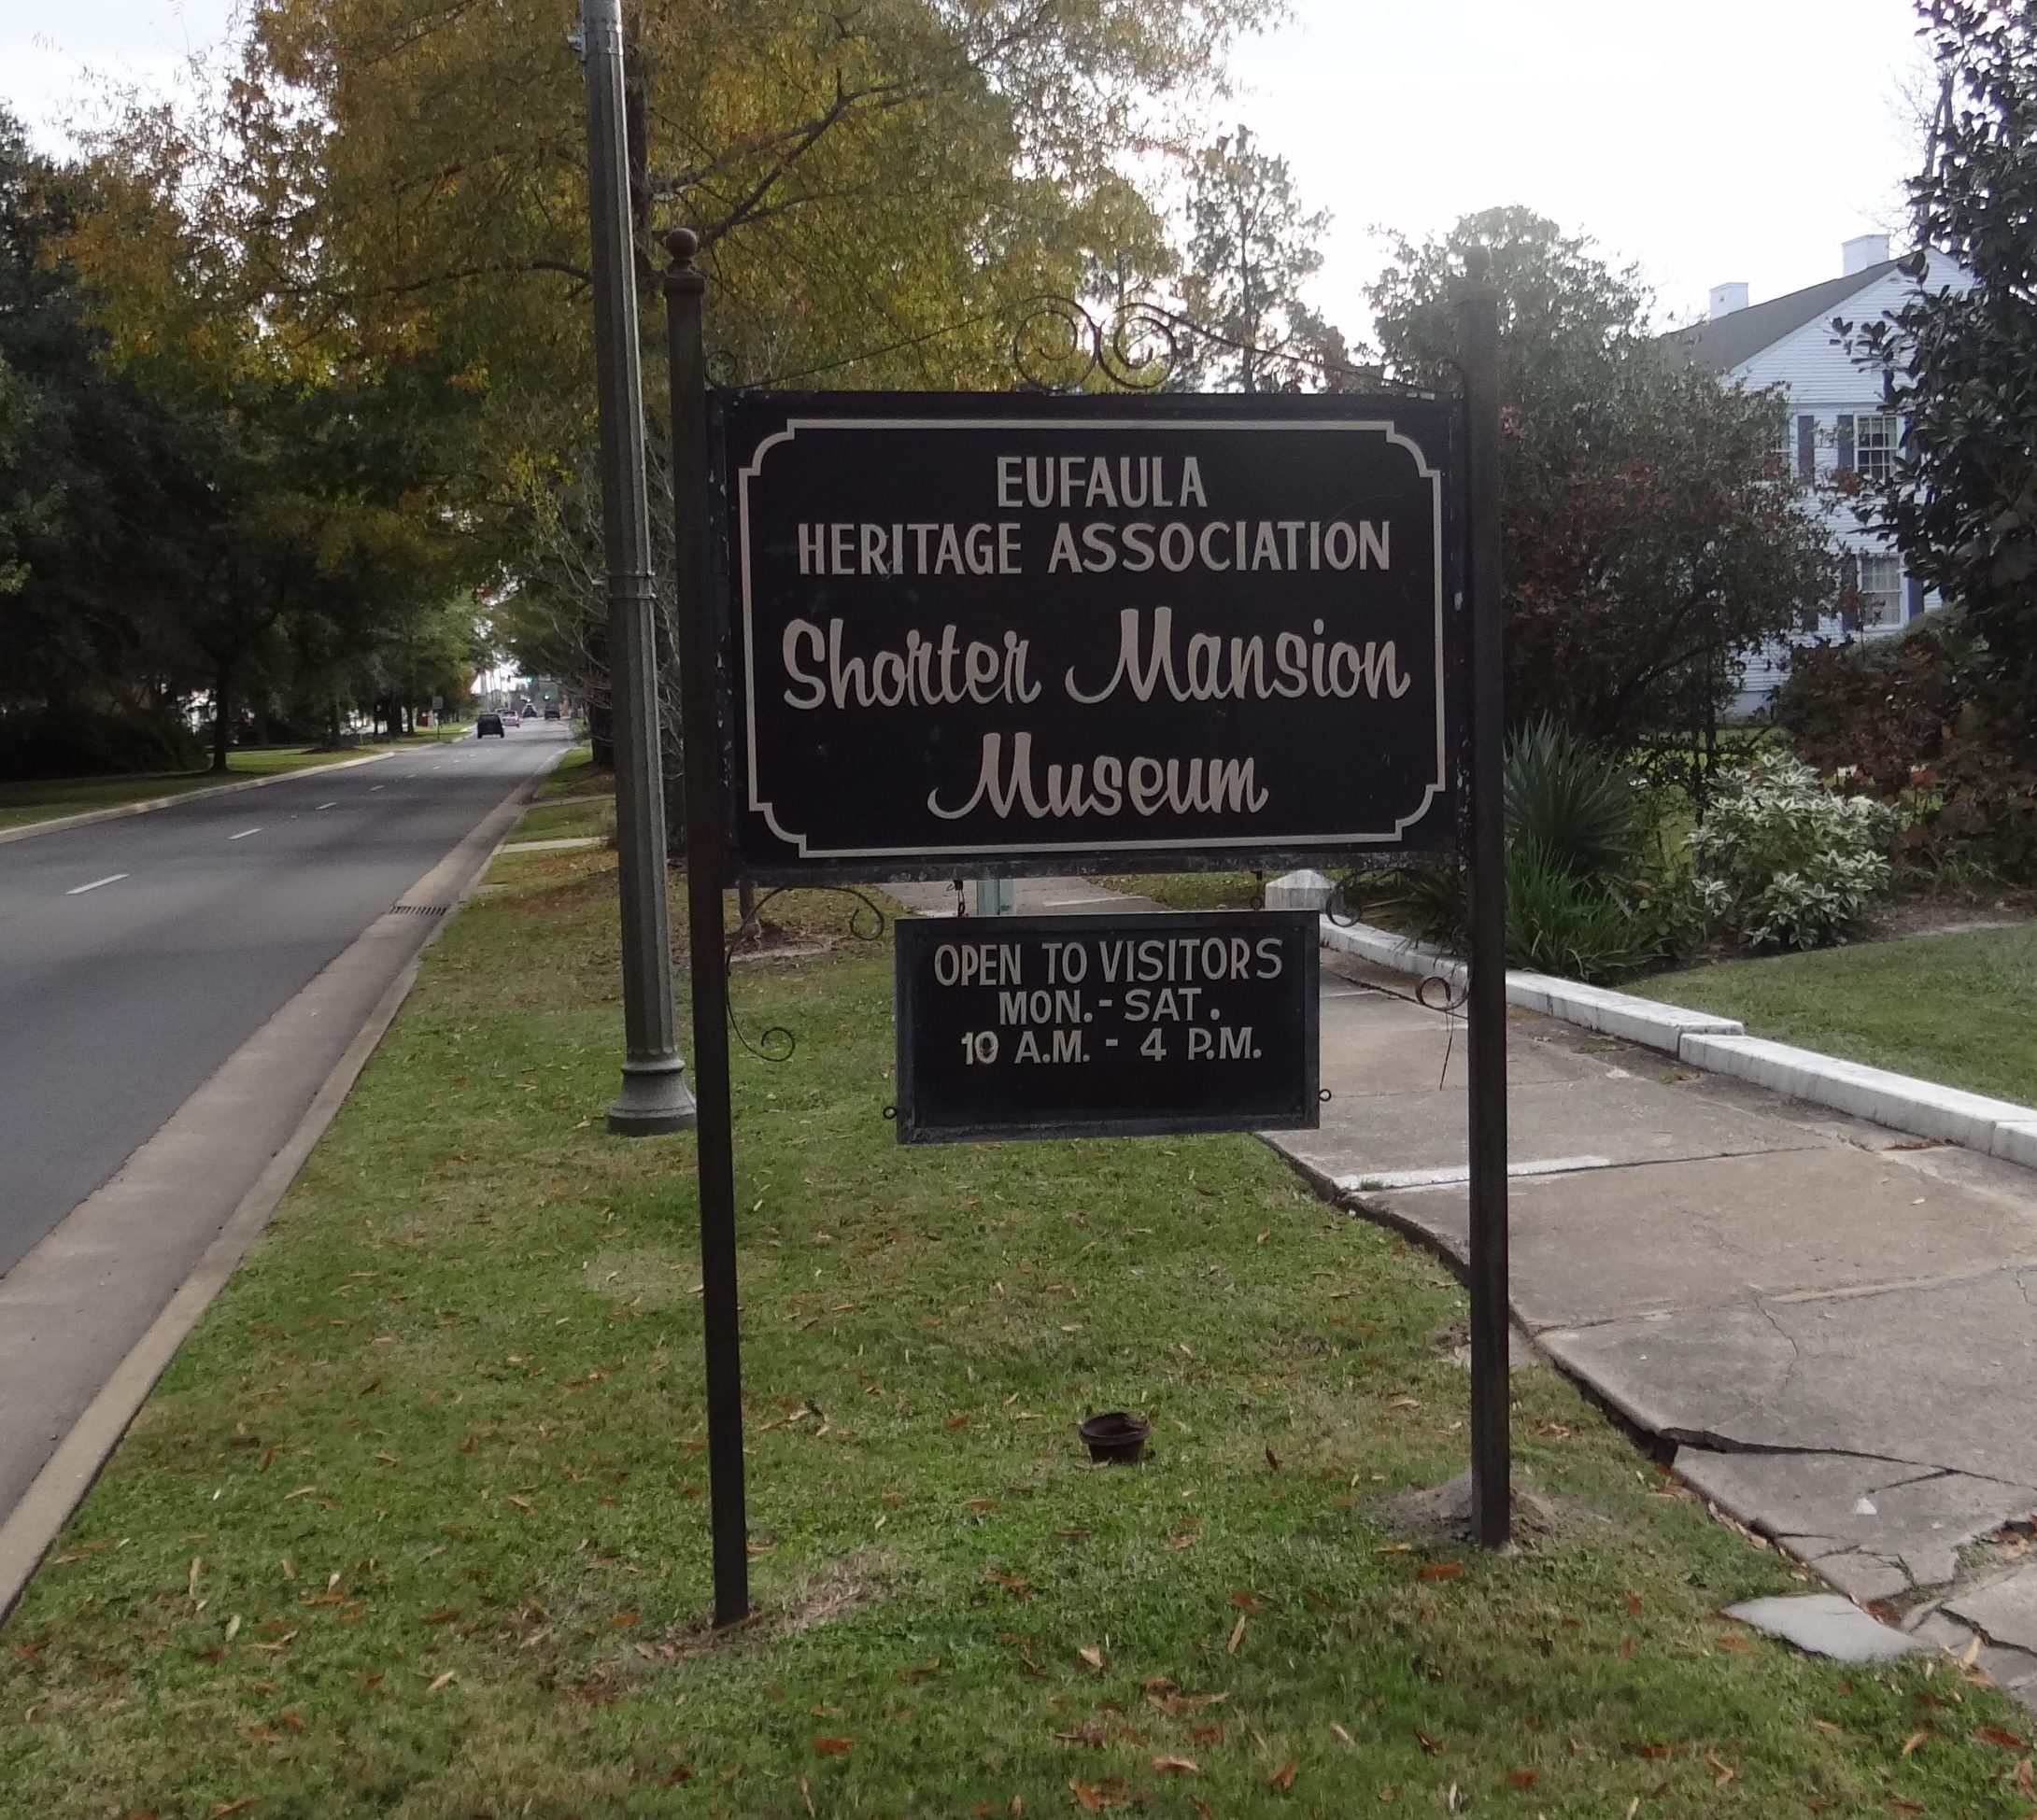 EUFAULA
HERITAGE ASSOCIATION
Shorter Mansion
Museum
OPEN TO VISITORS
MON. - SAT.
10 A.M. - 4 P.M.